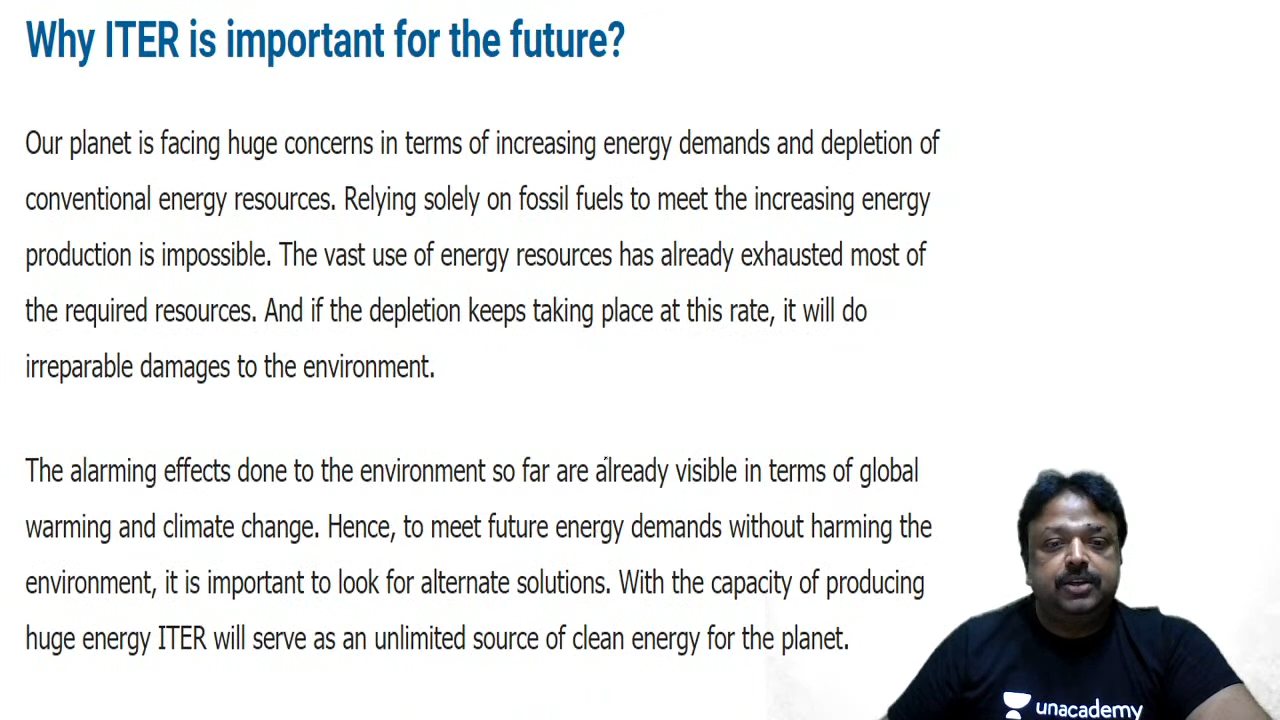 Why ITER is important for the future?
Our planet is facing huge concerns in terms of increasing energy demands and depletion of
conventional energy resources. Relying solely on fossil fuels to meet the increasing energy
production is impossible. The vast use of energy resources has already exhausted most of
the required resources. And if the depletion keeps taking place at this rate, it will do
irreparable damages to the environment.
The alarming effects done to the environment so far are already visible in terms of global
warming and climate change. Hence, to meet future energy demands without harming the
environment, it is important to look for alternate solutions. With the capacity of producing
huge energy ITER will serve as an unlimited source of clean energy for the planet.
unacademy